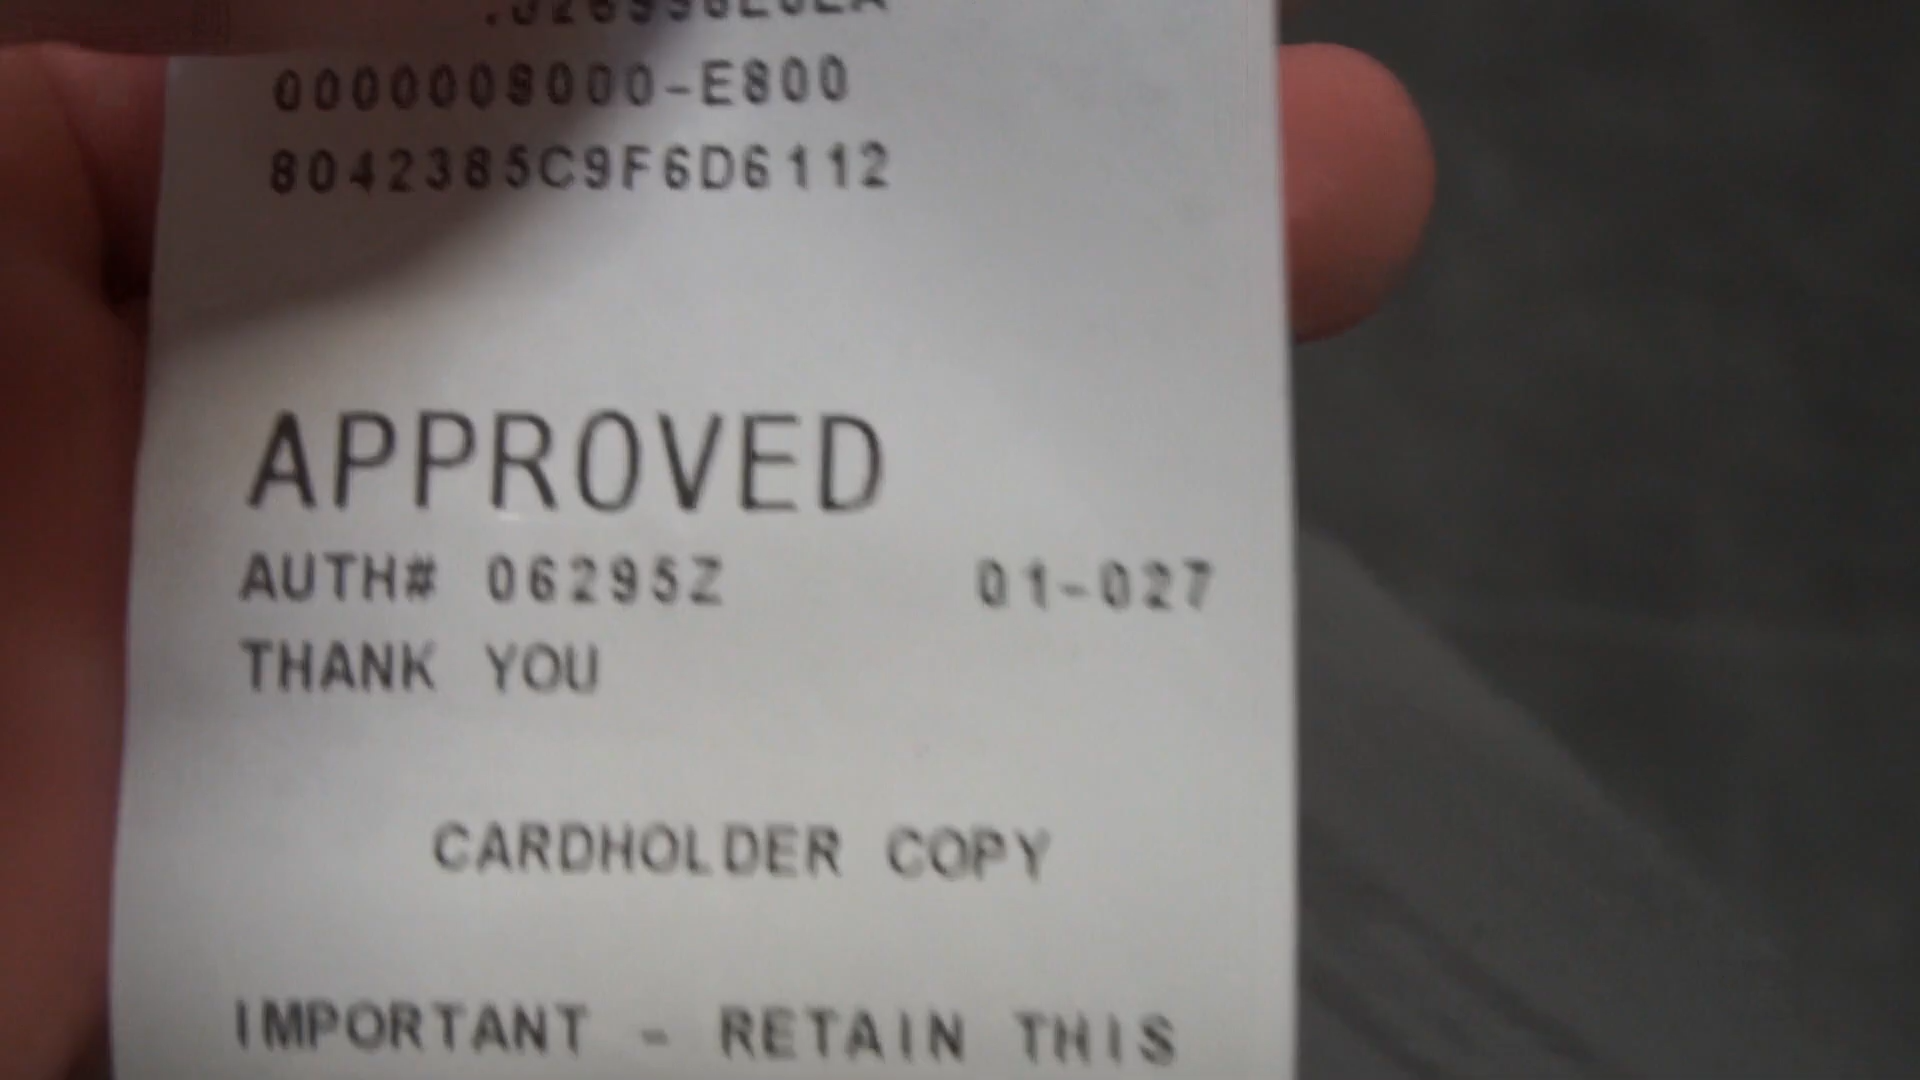 0000008000-E800
8042385C9F6D6112
APPROVED
AUTH# 06295Z 01-027
THANK YOU
CARDHOLDER COPY
IMPORTANT - RETAIN THIS